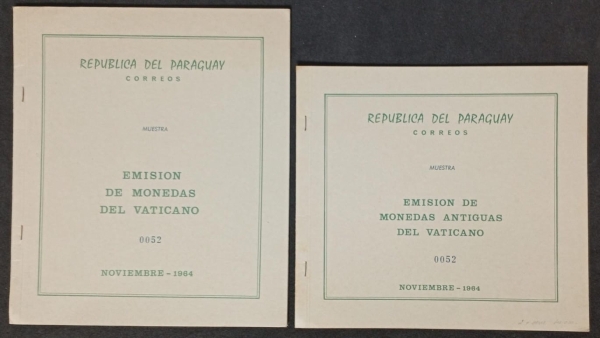 REPUBLICA DEL PARAGUAY
CORREOS
MUESTRA
EMISION
DE MONEDAS
DEL VATICANO
0052
NOVIEMBRE - 1964
REPUBLICA DEL PARAGUAY
CORREOS
MUESTRA
EMISION DE
MONEDAS ANTIGUAS
DEL VATICANO
0052
NOVIEMBRE - 1964